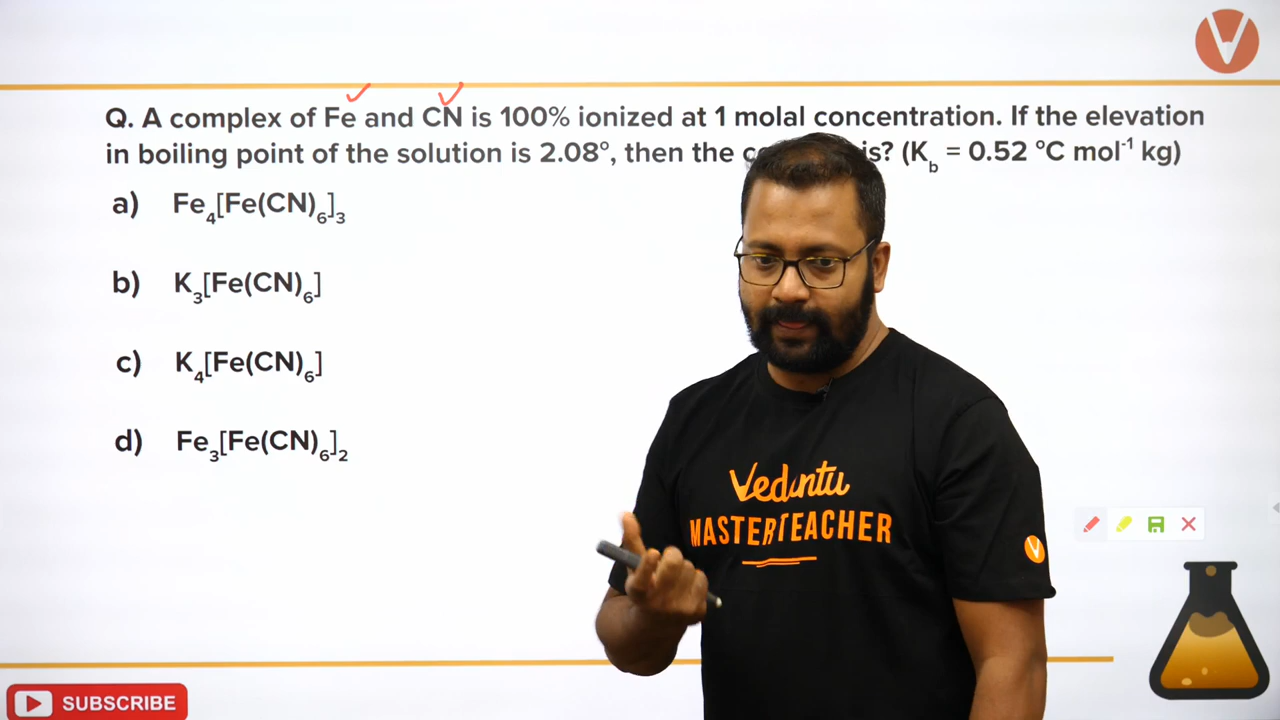 Q. A complex of Fe and CN is 100% ionized at 1 molal concentration. If the elevation
in boiling point of the solution is 2.08°, then the is? (K_b = 0.52 °C mol⁻¹ kg)
a) Fe₄[Fe(CN)₆]₃
b) K₃[Fe(CN)₆]
c) K₄[Fe(CN)₆]
d) Fe₃[Fe(CN)₆]₂
Vedantu
MASTERTEACHER
SUBSCRIBE